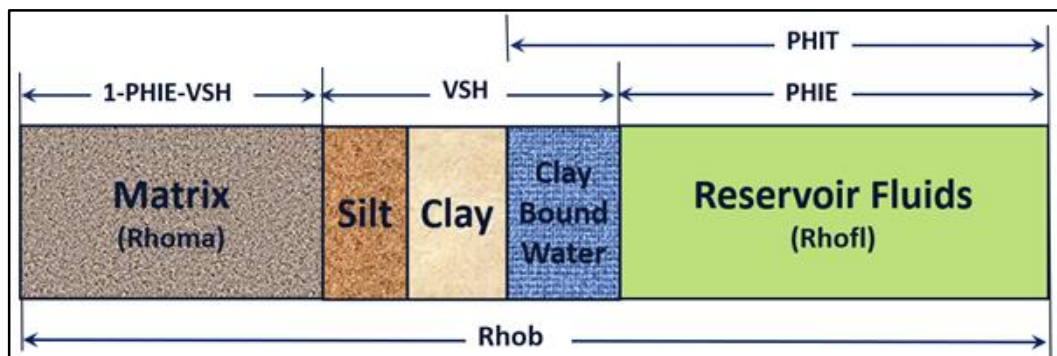 PHIT
1-PHIE-VSH
VSH
PHIE
Matrix
(Rhoma)
Silt
Clay
Clay
Bound
Water
Reservoir Fluids
(Rhofl)
Rhob